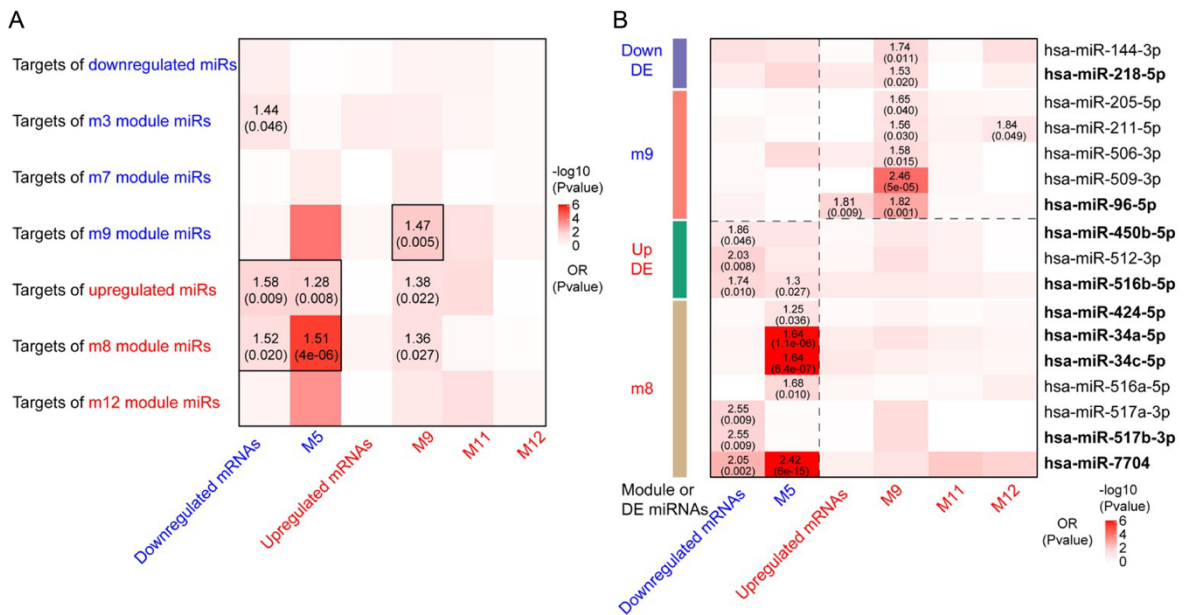 A
Targets of downregulated miRs
Targets of m3 module miRs
1.44
(0.046)
Targets of m7 module miRs
Targets of m9 module miRs
1.47
(0.005)
Targets of upregulated miRs
1.58
(0.009)
1.28
(0.008)
1.38
(0.022)
Targets of m8 module miRs
1.52
(0.020)
1.51
(4e-06)
1.36
(0.027)
Targets of m12 module miRs
Downregulated mRNAs
M5
Upregulated mRNAs
M9
M11
M12
-log10
(Pvalue)
6
4
2
0
OR
(Pvalue)
B
Down
DE
1.74
(0.011)
hsa-miR-144-3p
1.53
(0.020)
hsa-miR-218-5p
m9
1.65
(0.040)
hsa-miR-205-5p
1.56
(0.030)
1.84
(0.049)
hsa-miR-211-5p
1.58
(0.015)
hsa-miR-506-3p
2.46
(5e-05)
hsa-miR-509-3p
1.81
(0.009)
1.82
(0.001)
hsa-miR-96-5p
Up
DE
1.86
(0.046)
hsa-miR-450b-5p
2.03
(0.008)
hsa-miR-512-3p
1.74
(0.010)
1.3
(0.027)
hsa-miR-516b-5p
m8
1.25
(0.036)
hsa-miR-424-5p
1.64
(1.1e-06)
hsa-miR-34a-5p
1.64
(6.4e-07)
hsa-miR-34c-5p
1.68
(0.010)
hsa-miR-516a-5p
2.55
(0.009)
hsa-miR-517a-3p
2.55
(0.009)
hsa-miR-517b-3p
2.05
(0.002)
2.42
(6e-15)
hsa-miR-7704
Module or
DE miRNAs
Downregulated mRNAs
M5
Upregulated mRNAs
M9
M11
M12
-log10
(Pvalue)
OR
(Pvalue)
6
4
2
0